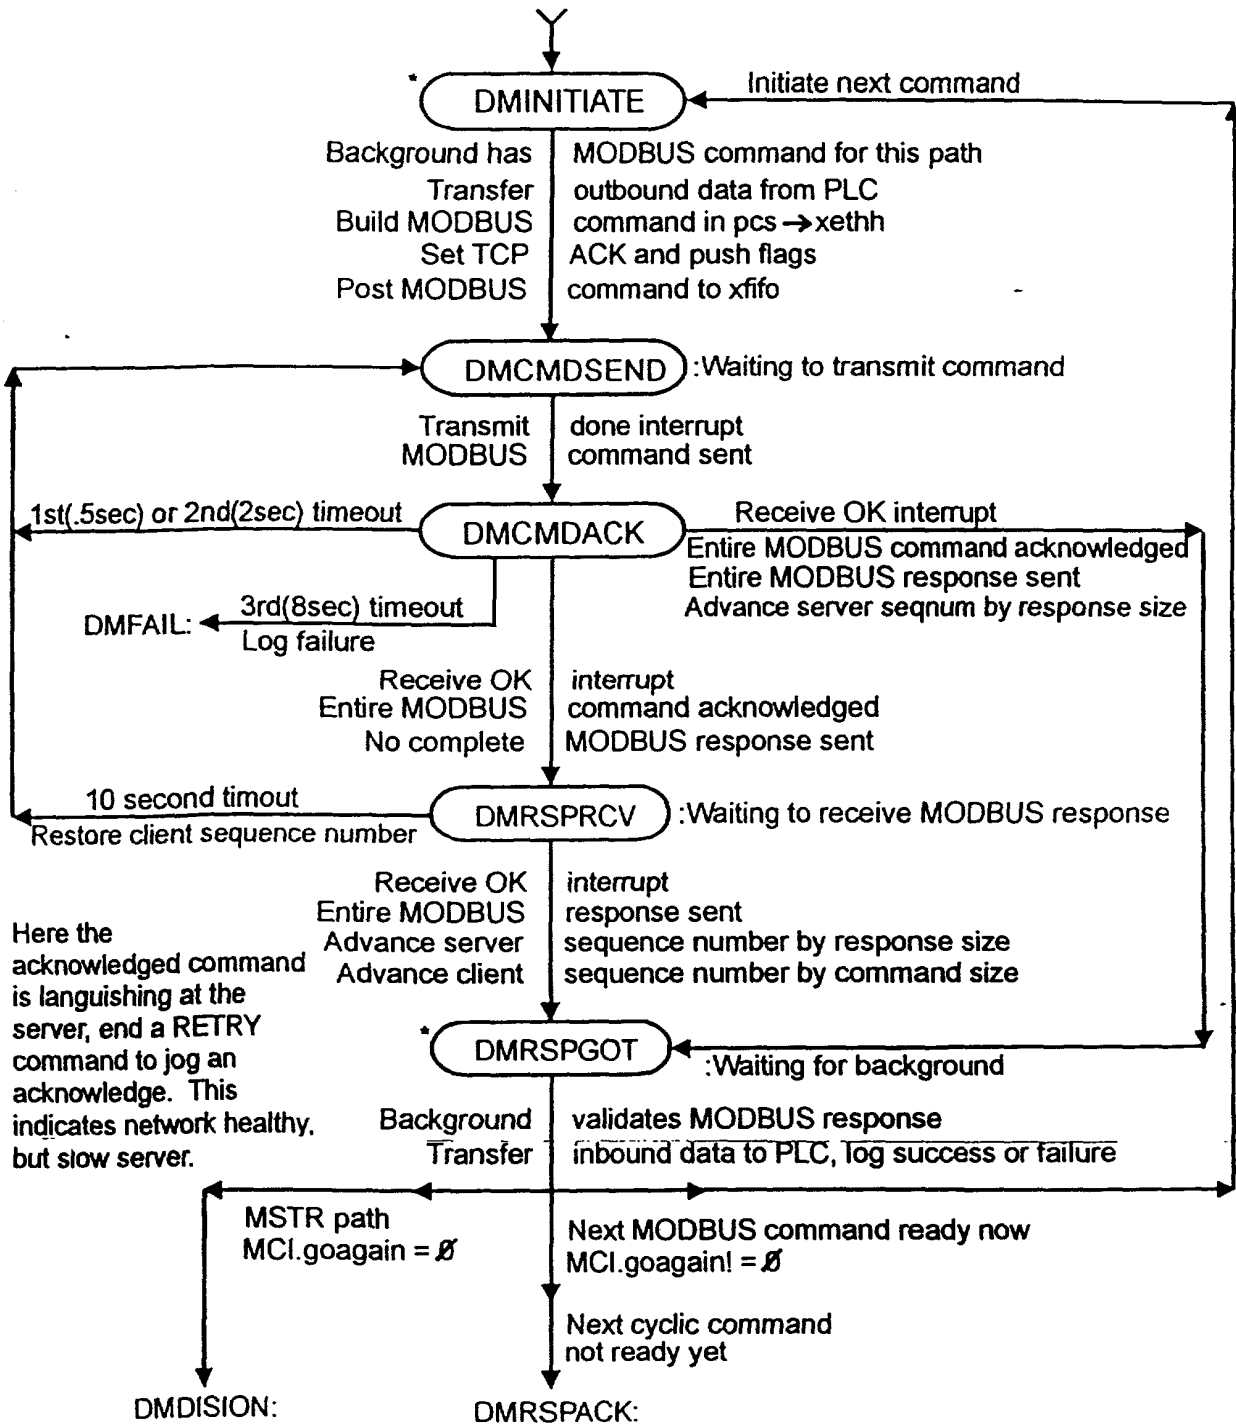 * DMINITIATE
Initiate next command
Background has MODBUS command for this path
Transfer outbound data from PLC
Build MODBUS command in pcs → xethh
Set TCP ACK and push flags
Post MODBUS command to xfifo
DMCMDSEND :Waiting to transmit command
Transmit done interrupt
MODBUS command sent
1st(.5sec) or 2nd(2sec) timeout
DMCMDACK
Receive OK interrupt
Entire MODBUS command acknowledged
Entire MODBUS response sent
Advance server seqnum by response size
3rd(8sec) timeout
DMFAIL:
Log failure
Receive OK interrupt
Entire MODBUS command acknowledged
No complete MODBUS response sent
10 second timout
Restore client sequence number
DMRSPRCV :Waiting to receive MODBUS response
Receive OK interrupt
Entire MODBUS response sent
Advance server sequence number by response size
Advance client sequence number by command size
Here the
acknowledged command
is languishing at the
server, end a RETRY
command to jog an
acknowledge. This
indicates network healthy,
but slow server.
* DMRSPGOT
:Waiting for background
Background validates MODBUS response
Transfer inbound data to PLC, log success or failure
MSTR path
MCI.goagain = Ø
Next MODBUS command ready now
MCI.goagain! = Ø
Next cyclic command
not ready yet
DMDISION:
DMRSPACK: